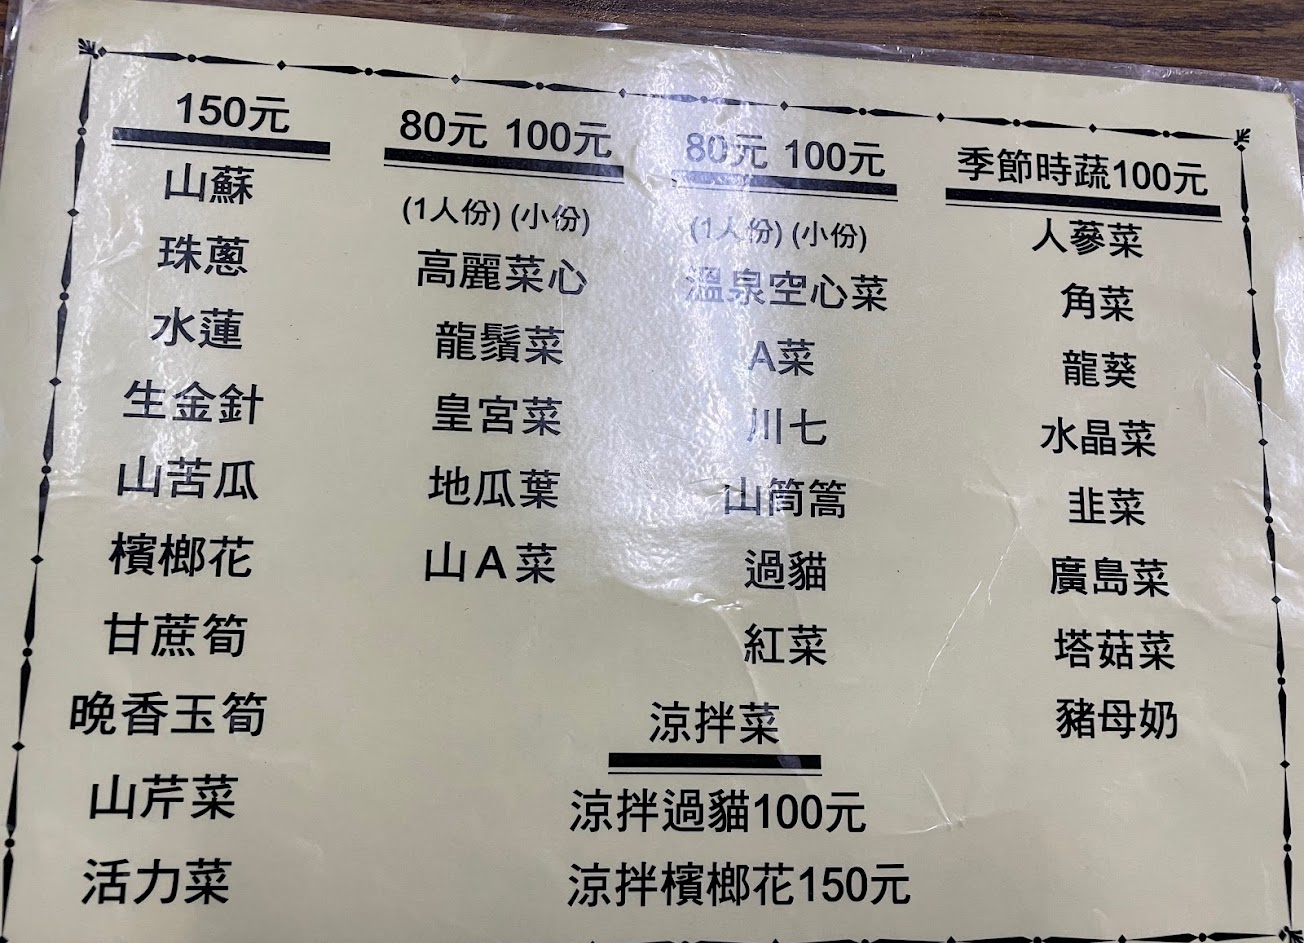 150元
山蘇
珠蔥
水蓮
生金針
山苦瓜
檳榔花
甘蔗筍
晚香玉筍
山芹菜
活力菜
80元 100元
(1人份) (小份)
高麗菜心
龍鬚菜
皇宮菜
地瓜葉
山A菜
80元 100元
(1人份) (小份)
溫泉空心菜
A菜
川七
山筒篙
過貓
紅菜
季節時蔬100元
人蔘菜
角菜
龍葵
水晶菜
韭菜
廣島菜
塔菇菜
豬母奶
涼拌菜
涼拌過貓100元
涼拌檳榔花150元